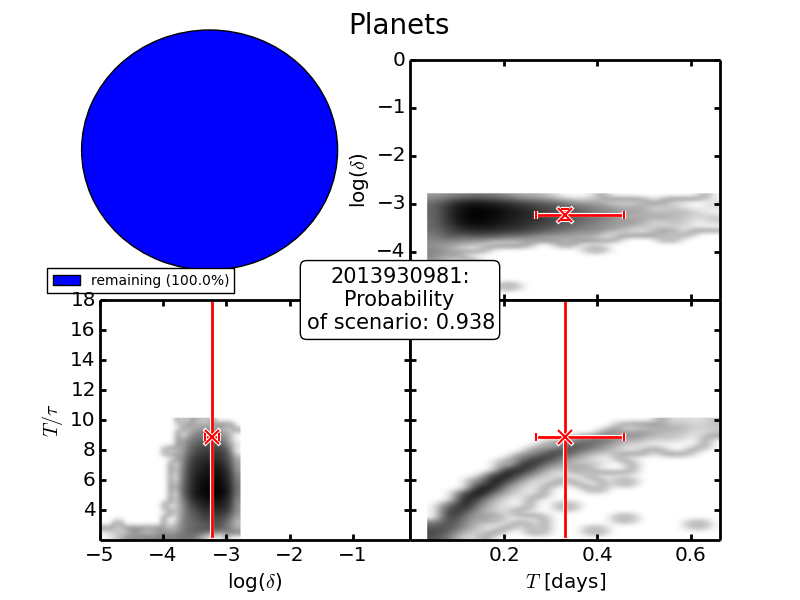 Planets
remaining (100.0%)
0
−1
−2
−3
−4
log(δ)
2013930981:
Probability
of scenario: 0.938
18
16
14
12
10
8
6
4
T/τ
−5 −4 −3 −2 −1
log(δ)
0.2 0.4 0.6
T [days]